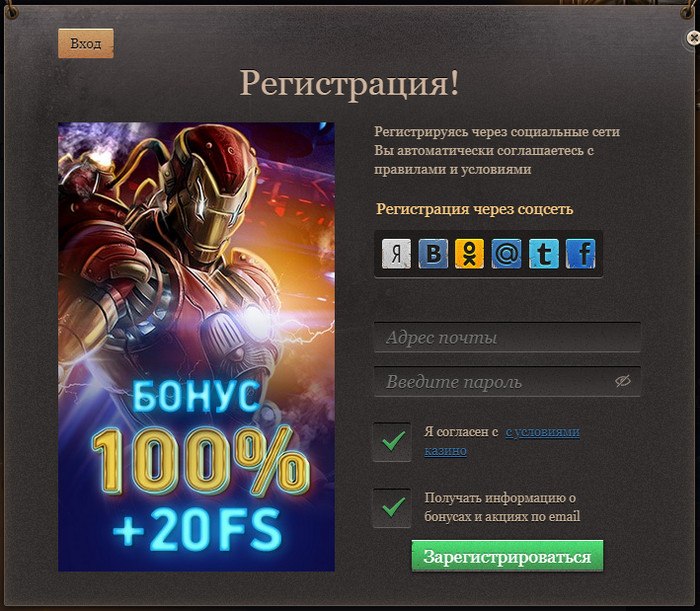 Вход
Регистрация!
БОНУС
100%
+20FS
Регистрируясь через социальные сети
Вы автоматически соглашаетесь с
правилами и условиями
Регистрация через соцсеть
Я В @ t f
Адрес почты
Введите пароль
Я согласен с с условиями
казино
Получать информацию о
бонусах и акциях по email
Зарегистрироваться